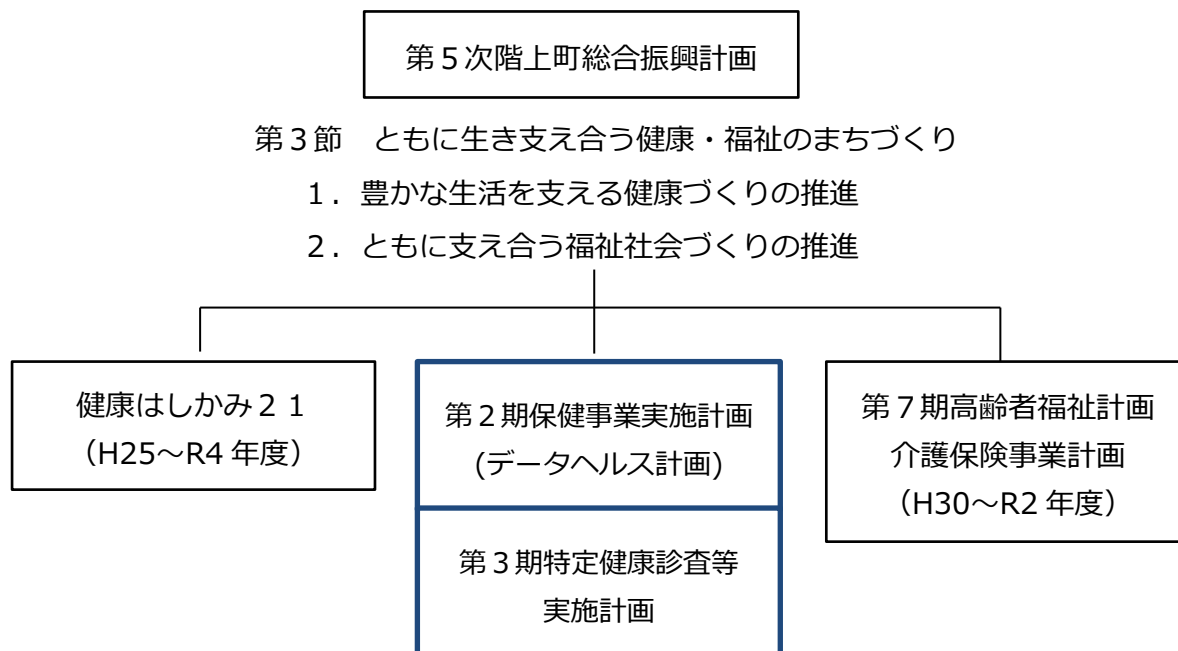 第５次階上町総合振興計画
第３節　ともに生き支え合う健康・福祉のまちづくり
１．豊かな生活を支える健康づくりの推進
２．ともに支え合う福祉社会づくりの推進
健康はしかみ２１
（H25～R4 年度）
第２期保健事業実施計画
(データヘルス計画)
第３期特定健康診査等
実施計画
第７期高齢者福祉計画
介護保険事業計画
（H30～R2 年度）